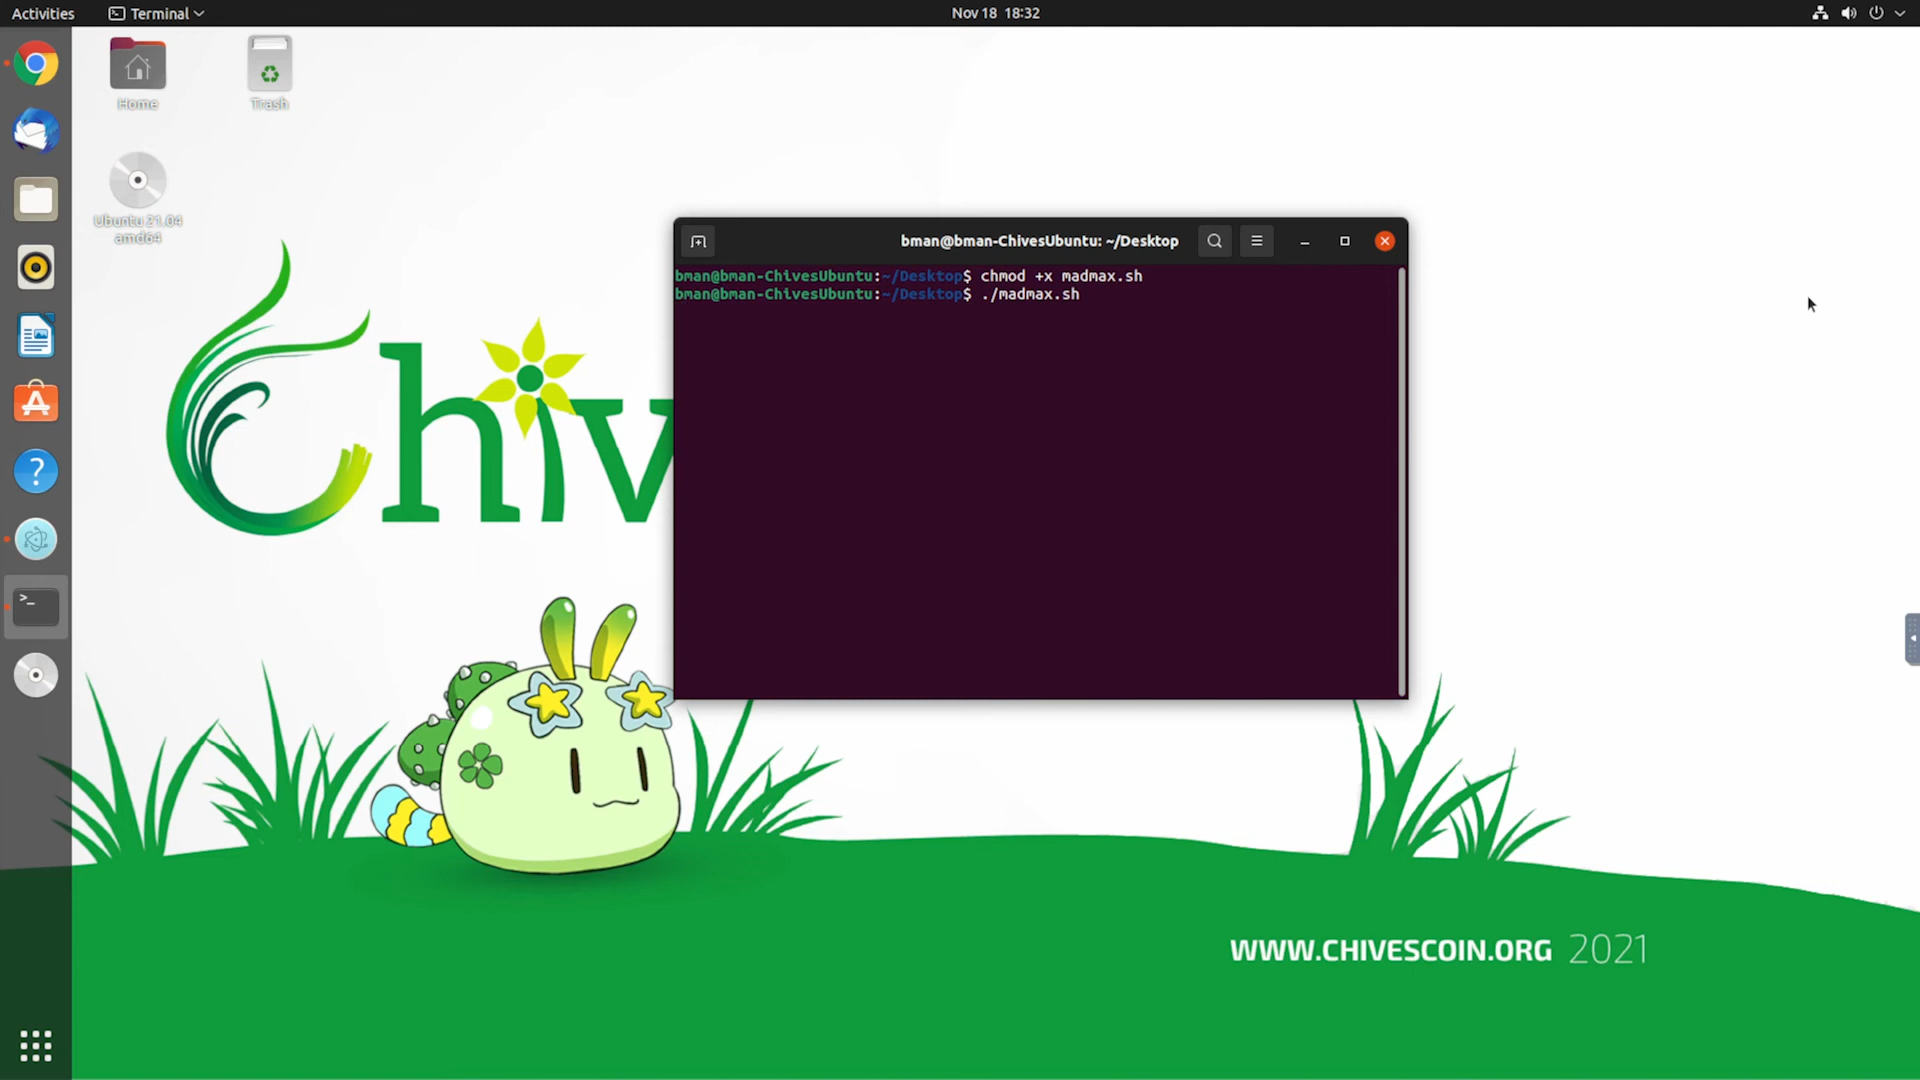 Activities
Terminal
Nov 18 18:32
Home
Trash
Ubuntu 21.04
amd64
bman@bman-ChivesUbuntu: ~/Desktop
bman@bman-ChivesUbuntu:~/Desktop$ chmod +x madmax.sh
bman@bman-ChivesUbuntu:~/Desktop$ ./madmax.sh
Chiv
WWW.CHIVESCOIN.ORG 2021